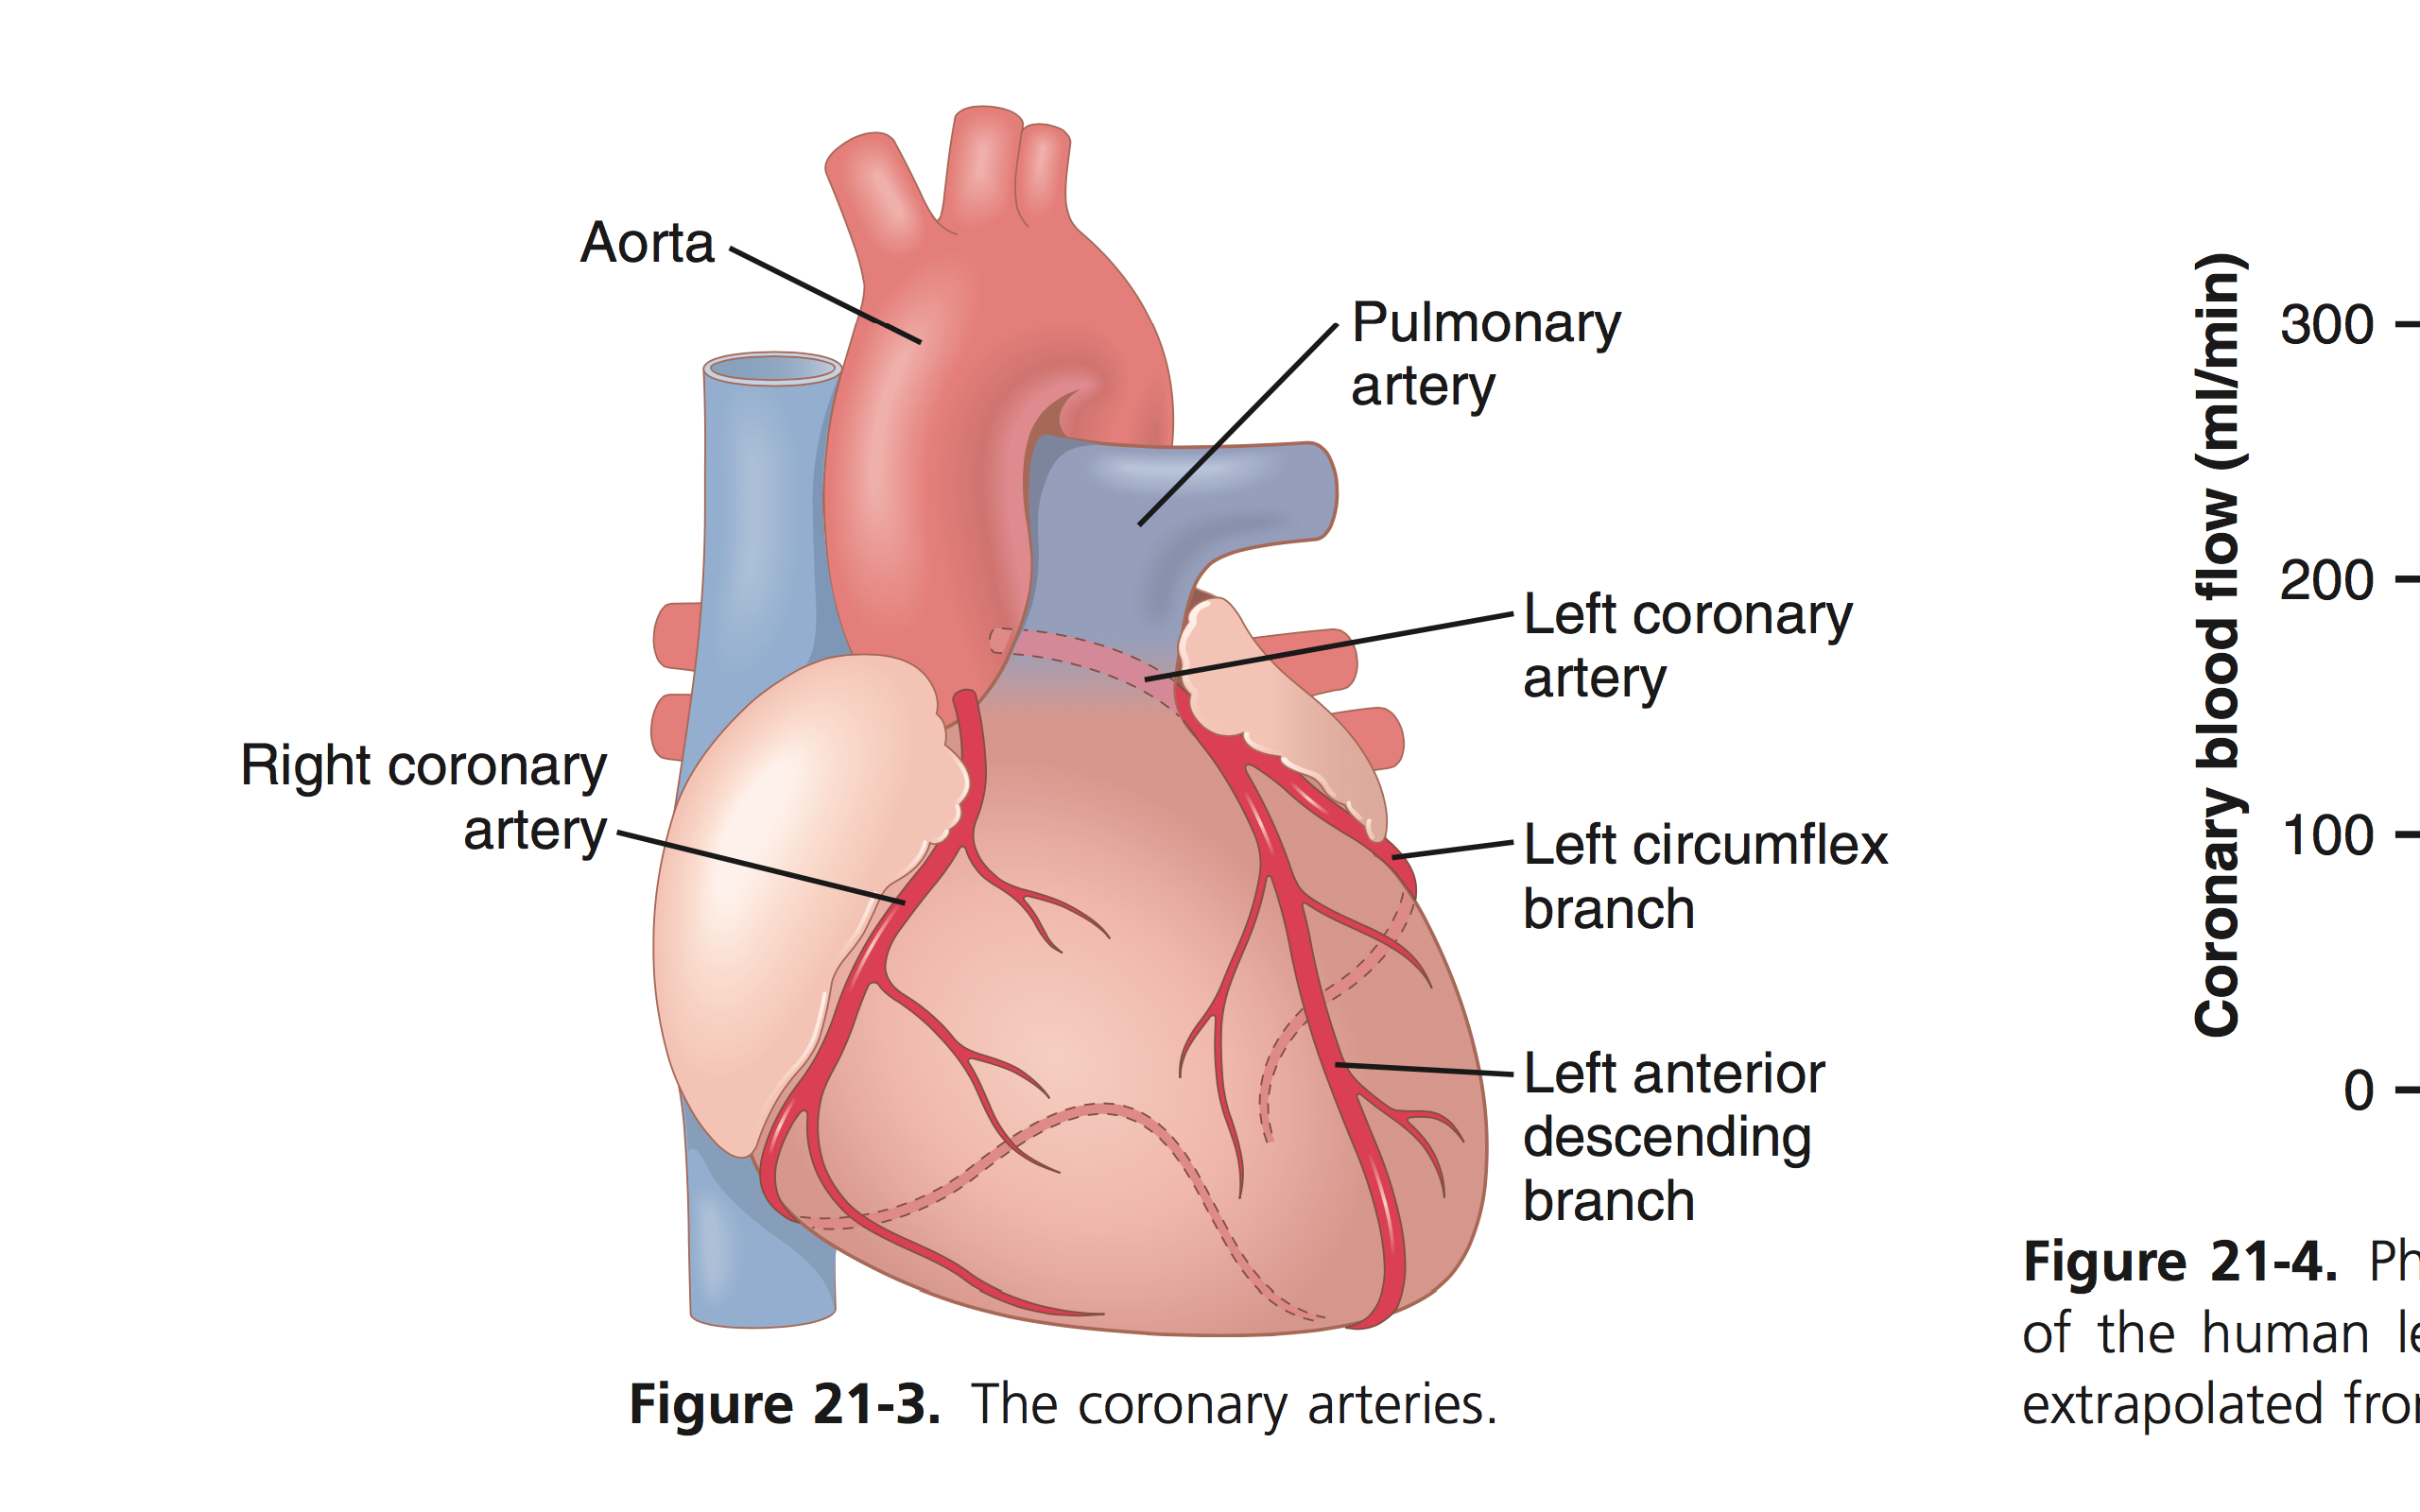 Aorta
Pulmonary
artery
Left coronary
artery
Right coronary
artery
Left circumflex
branch
Left anterior
descending
branch
Figure 21-3. The coronary arteries.
Coronary blood flow (ml/min)
300
200
100
0
Figure 21-4.
of the human
extrapolated